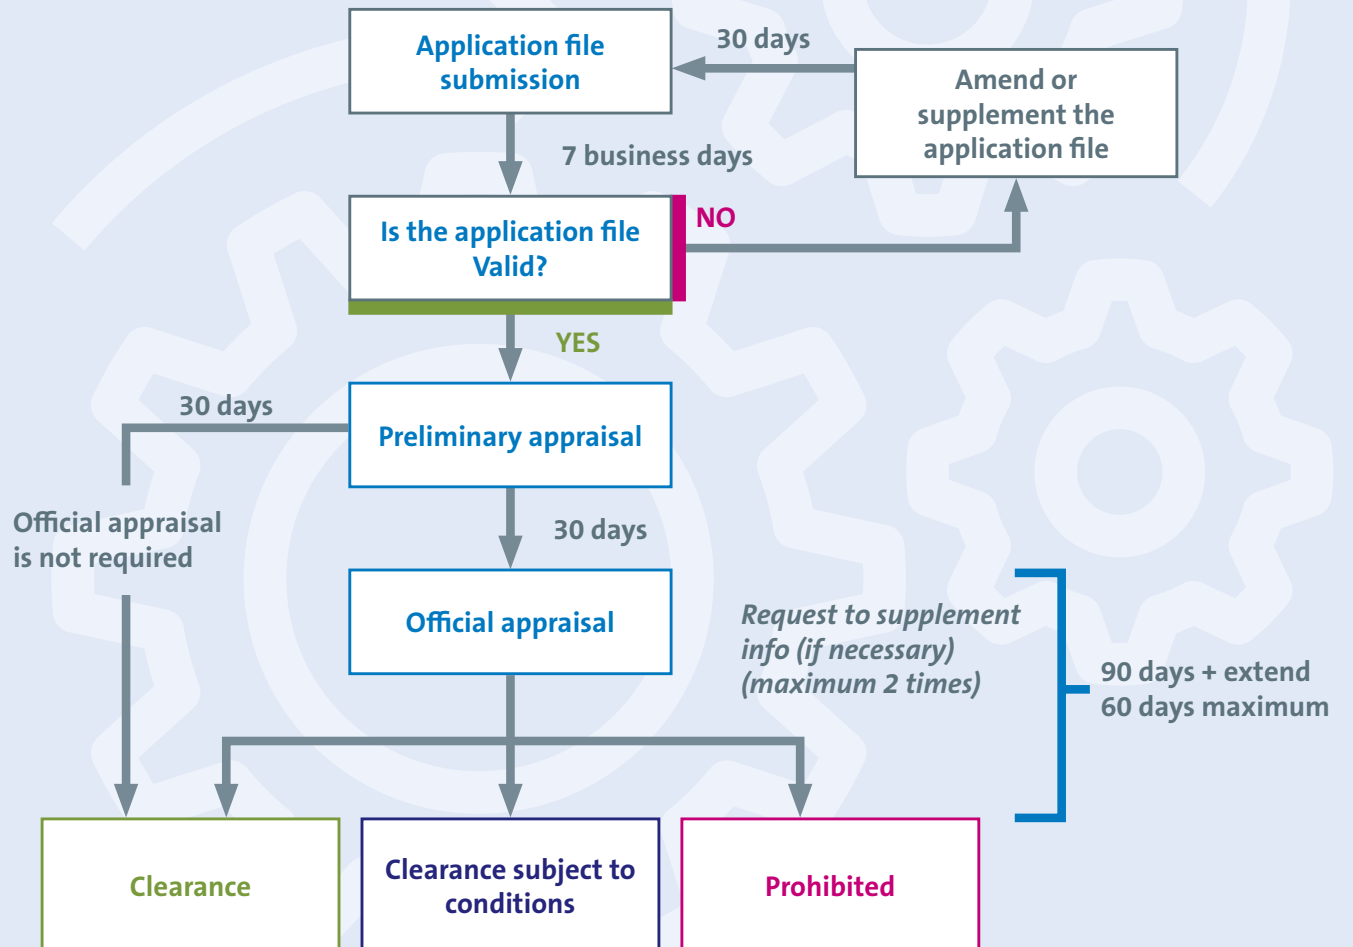 Application file
submission
30 days
Amend or
supplement the
application file
7 business days
Is the application file
Valid?
NO
YES
30 days
Preliminary appraisal
Official appraisal
is not required
30 days
Official appraisal
Request to supplement
info (if necessary)
(maximum 2 times)
90 days + extend
60 days maximum
Clearance
Clearance subject to
conditions
Prohibited